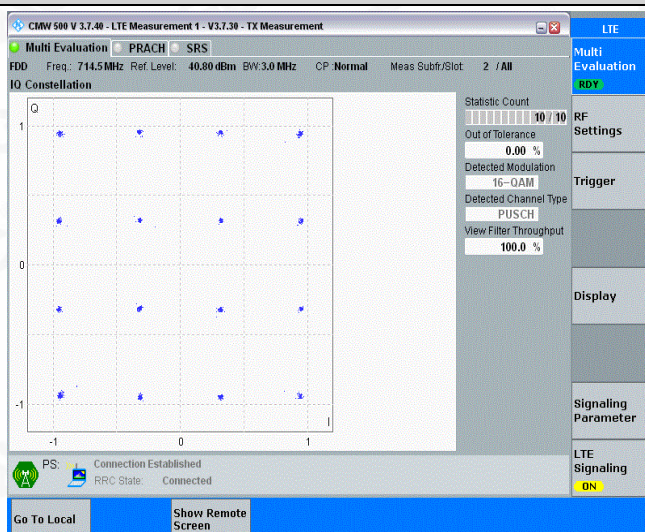 CMW 500 V 3.7.40 - LTE Measurement 1 - V3.7.30 - TX Measurement
LTE
Multi Evaluation PRACH SRS
FDD Freq.: 714.5 MHz Ref. Level: 40.80 dBm BW:3.0 MHz CP :Normal Meas Subfr./Slot: 2 / All
IQ Constellation
Q
1
0
-1
-1 0 1
I
Statistic Count
10 / 10
Out of Tolerance
0.00 %
Detected Modulation
16-QAM
Detected Channel Type
PUSCH
View Filter Throughput
100.0 %
Multi
Evaluation
RDY
RF
Settings
Trigger
Display
Signaling
Parameter
LTE
Signaling
ON
PS: Connection Established
RRC State: Connected
Go To Local
Show Remote
Screen